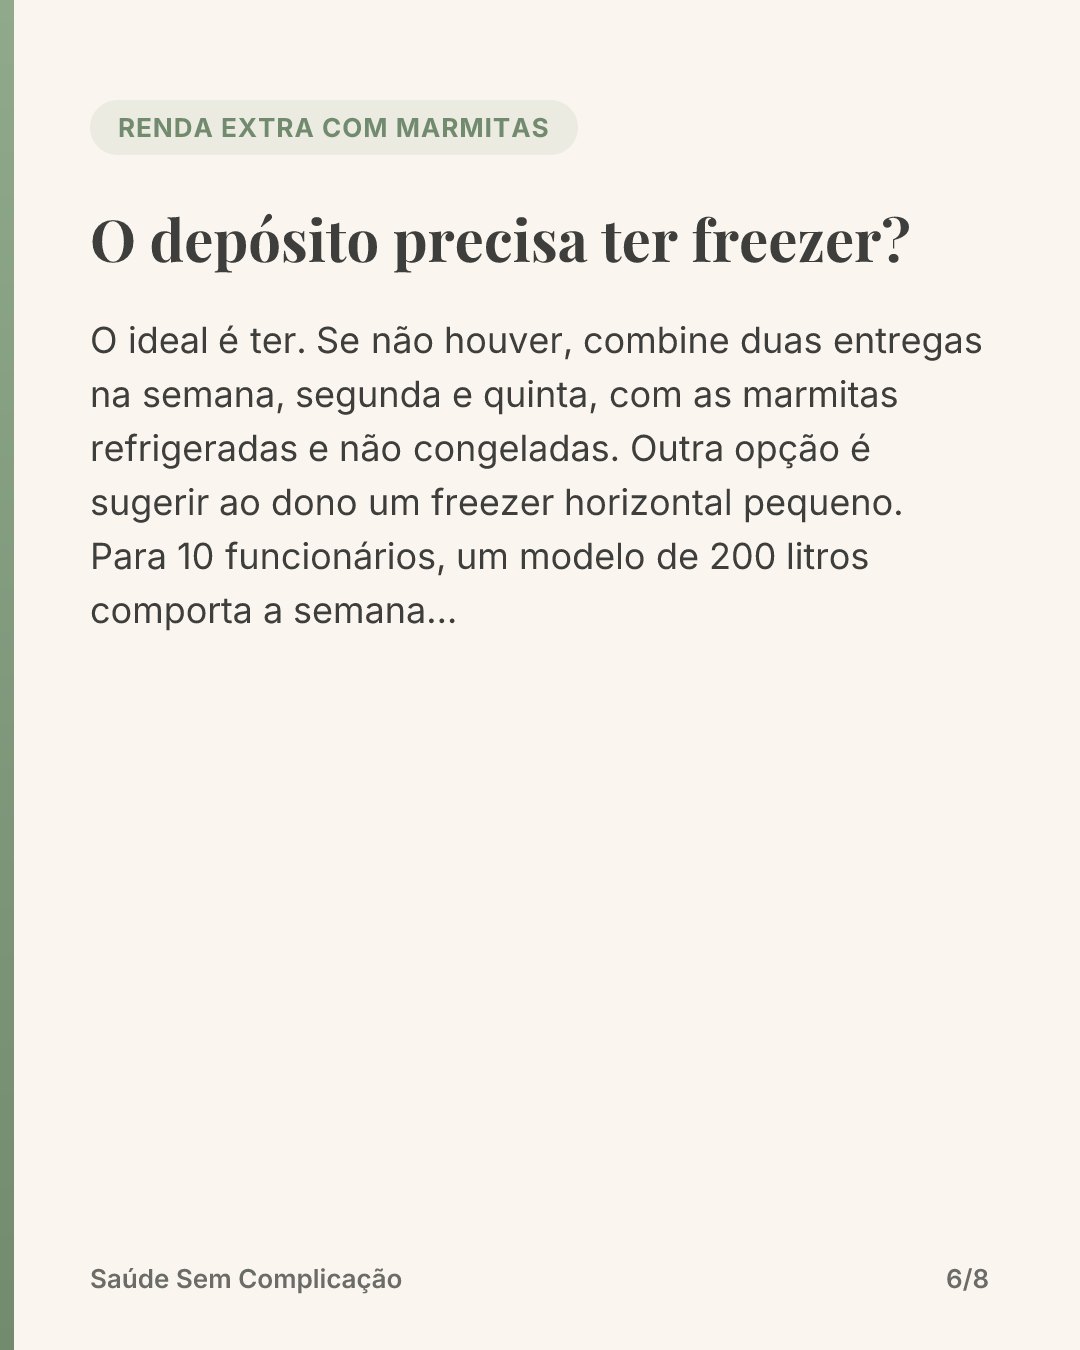 RENDA EXTRA COM MARMITAS
O depósito precisa ter freezer?
O ideal é ter. Se não houver, combine duas entregas
na semana, segunda e quinta, com as marmitas
refrigeradas e não congeladas. Outra opção é
sugerir ao dono um freezer horizontal pequeno.
Para 10 funcionários, um modelo de 200 litros
comporta a semana...
Saúde Sem Complicação
6/8